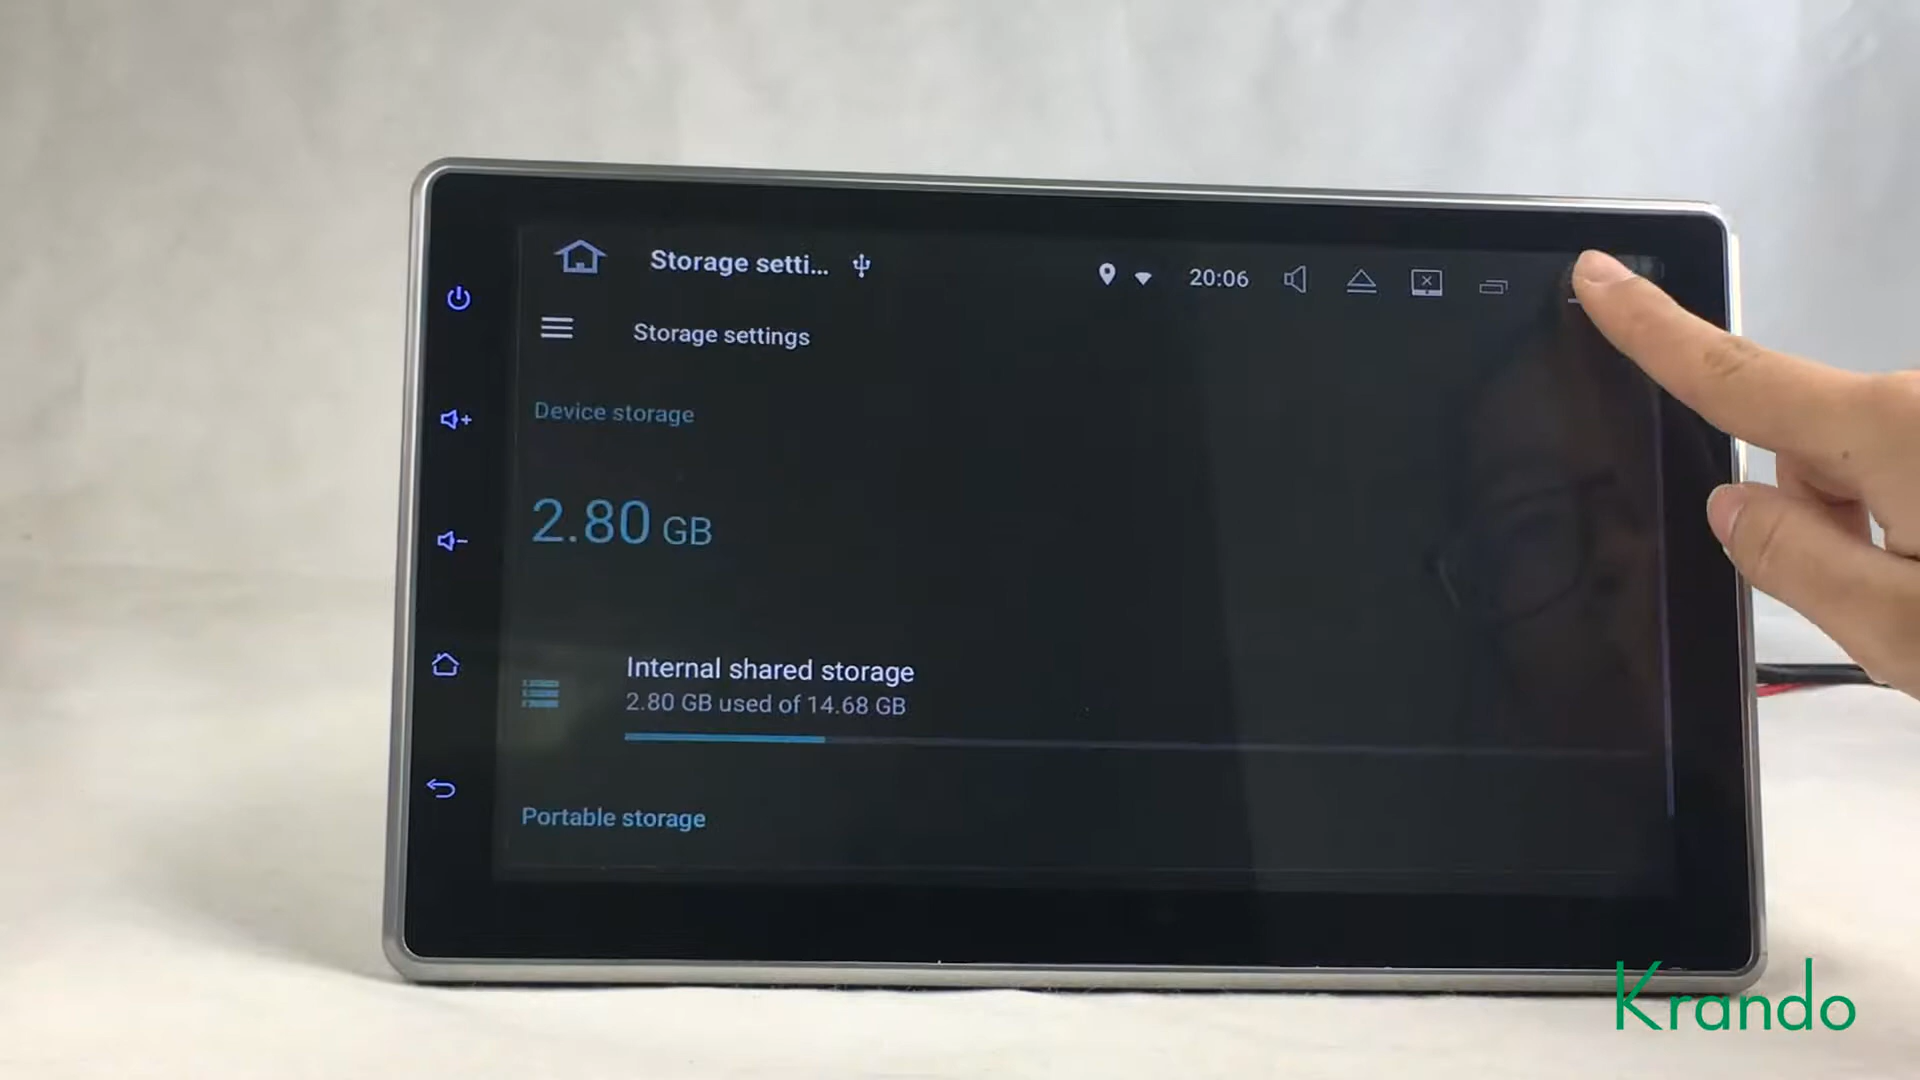 Storage setti...
20:06
Storage settings
Device storage
2.80 GB
Internal shared storage
2.80 GB used of 14.68 GB
Portable storage
Krando